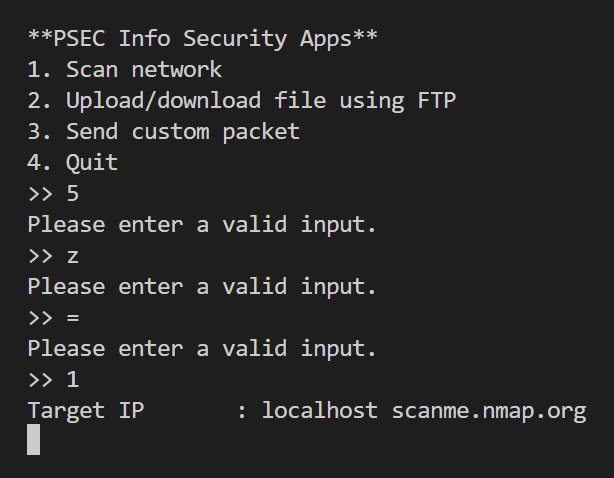 **PSEC Info Security Apps**
1. Scan network
2. Upload/download file using FTP
3. Send custom packet
4. Quit
>> 5
Please enter a valid input.
>> z
Please enter a valid input.
>> =
Please enter a valid input.
>> 1
Target IP       : localhost scanme.nmap.org